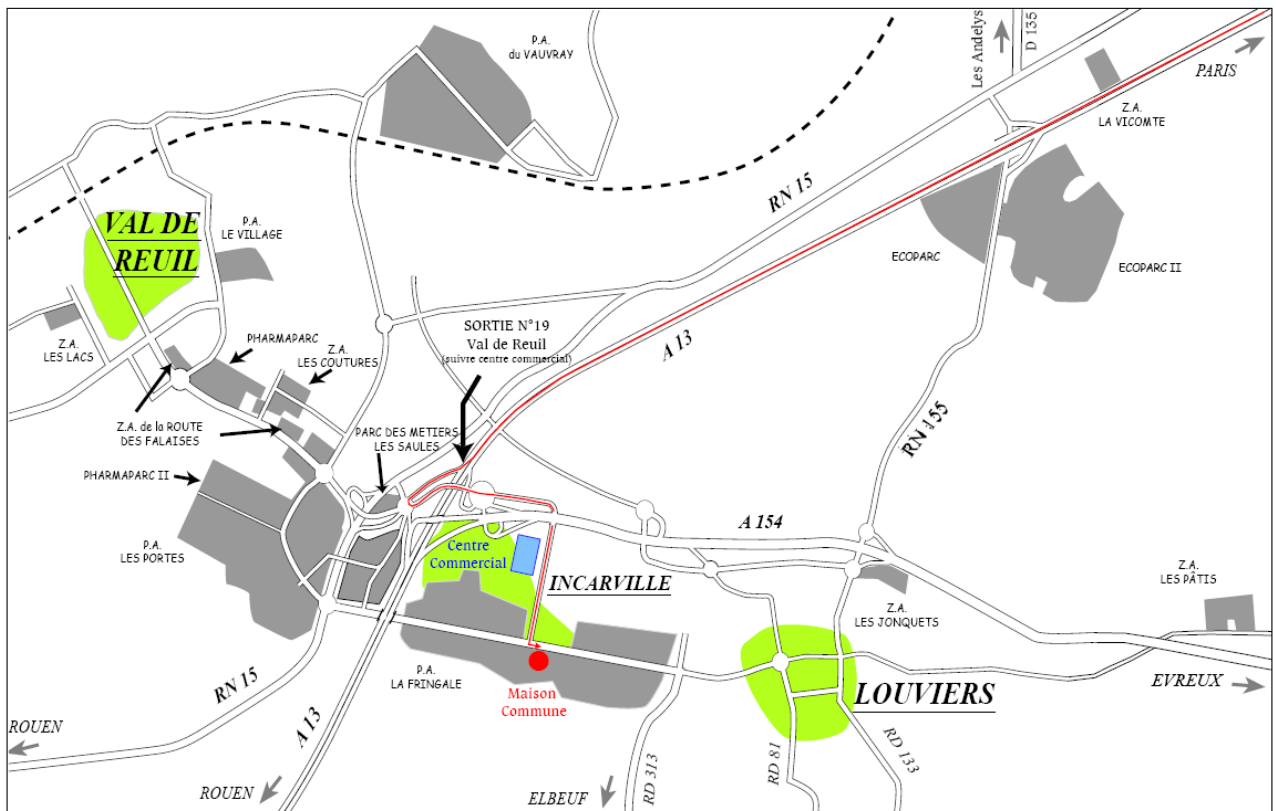 P.A.
du VAUVRAY
Les Andelys
D 135
PARIS
Z.A.
LA VICOMTE
RN 15
VAL DE
REUIL
P.A.
LE VILLAGE
ECOPARC
ECOPARC II
SORTIE N°19
Val de Reuil
(suivre centre commercial)
A 13
Z.A.
LES LACS
PHARMAPARC
Z.A.
LES COUTURES
Z.A. de la ROUTE
DES FALAISES
PARC DES METIERS
LES SAULES
RN 155
PHARMAPARC II
A 154
P.A.
LES PORTES
Centre
Commercial
INCARVILLE
Z.A.
LES JONQUETS
Z.A.
LES PÂTIS
P.A.
LA FRINGALE
Maison
Commune
LOUVIERS
EVREUX
RN 15
A 13
ROUEN
ROUEN
ELBEUF
RD 313
RD 81
RD 133